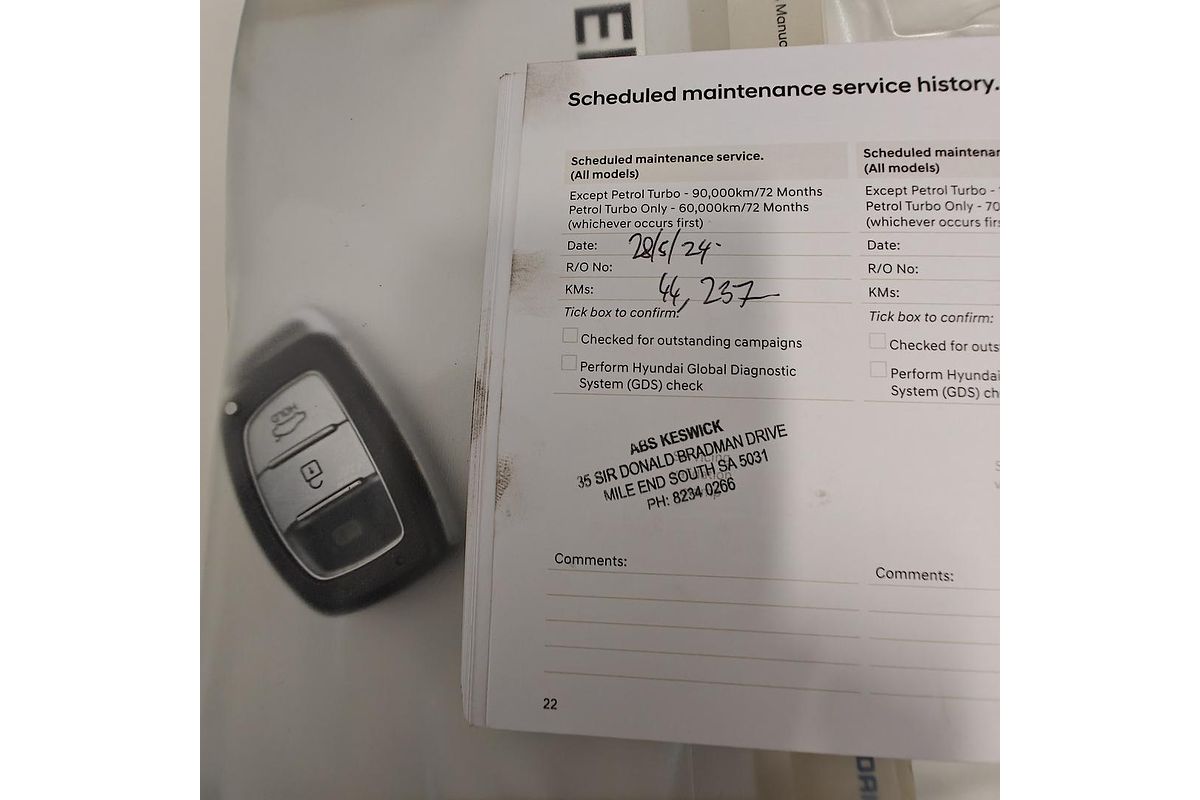 EL
Manua
Scheduled maintenance service history.
Scheduled maintenance service.
(All models)
Except Petrol Turbo - 90,000km/72 Months
Petrol Turbo Only - 60,000km/72 Months
(whichever occurs first)
Date: 28/5/24
R/O No:
KMs: 44,237
Tick box to confirm:
Checked for outstanding campaigns
Perform Hyundai Global Diagnostic
System (GDS) check
ABS KESWICK
35 SIR DONALD BRADMAN DRIVE
MILE END SOUTH SA 5031
PH: 8234 0266
Comments:
22
Scheduled maintenan
(All models)
Except Petrol Turbo -
Petrol Turbo Only - 70
(whichever occurs firs
Date:
R/O No:
KMs:
Tick box to confirm:
Checked for outs
Perform Hyundai
System (GDS) ch
Comments:
HOLD